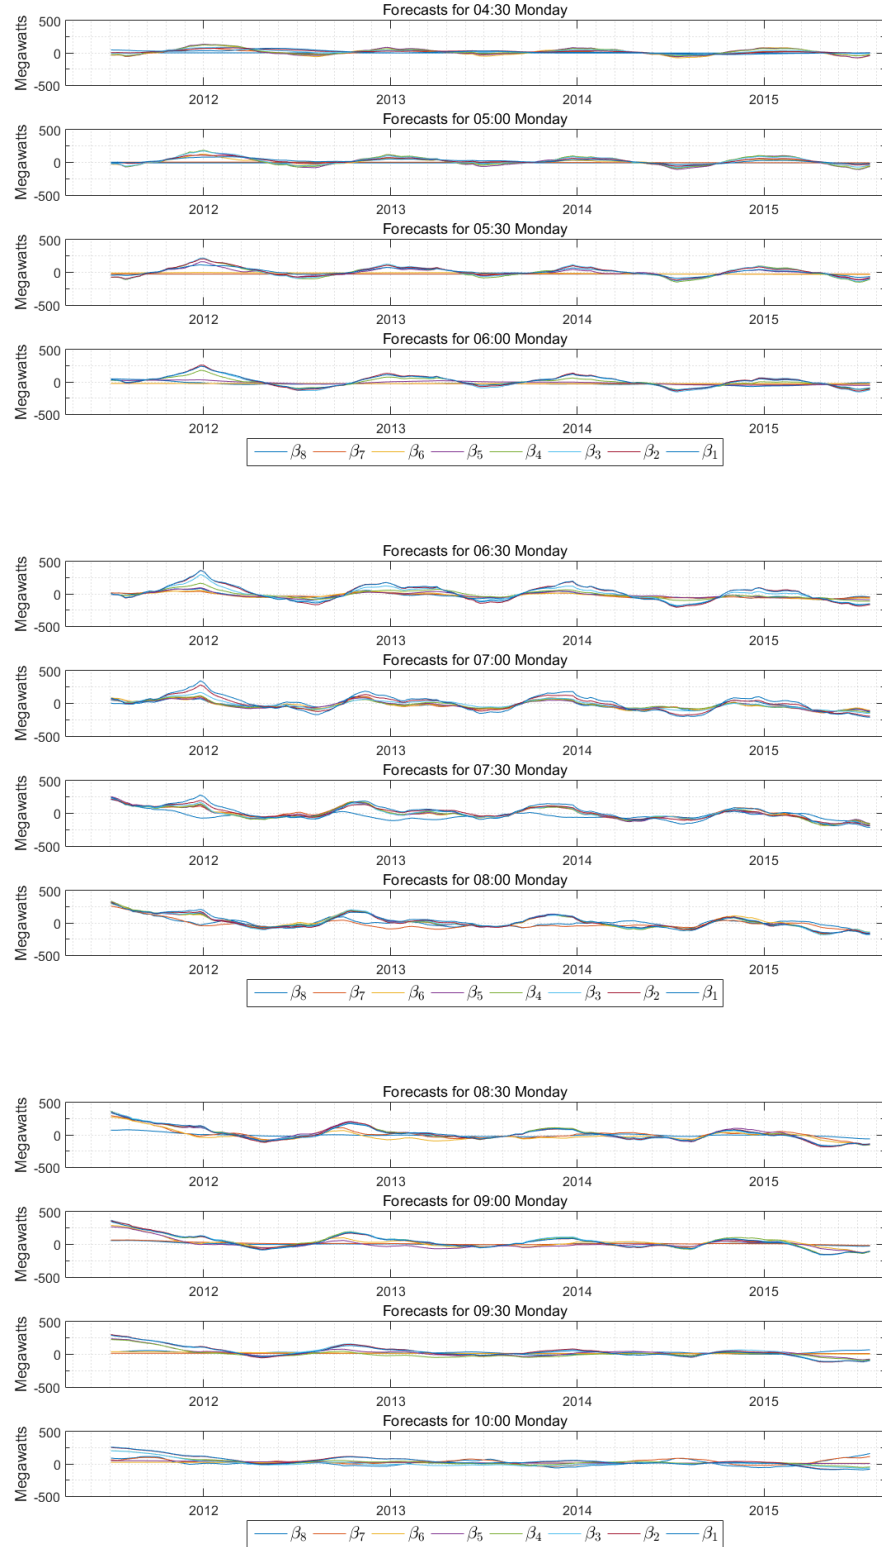 Forecasts for 04:30 Monday
500
0
-500
Megawatts
2012 2013 2014 2015
Forecasts for 05:00 Monday
500
0
-500
Megawatts
2012 2013 2014 2015
Forecasts for 05:30 Monday
500
0
-500
Megawatts
2012 2013 2014 2015
Forecasts for 06:00 Monday
500
0
-500
Megawatts
2012 2013 2014 2015
β8 β7 β6 β5 β4 β3 β2 β1
Forecasts for 06:30 Monday
500
0
-500
Megawatts
2012 2013 2014 2015
Forecasts for 07:00 Monday
500
0
-500
Megawatts
2012 2013 2014 2015
Forecasts for 07:30 Monday
500
0
-500
Megawatts
2012 2013 2014 2015
Forecasts for 08:00 Monday
500
0
-500
Megawatts
2012 2013 2014 2015
β8 β7 β6 β5 β4 β3 β2 β1
Forecasts for 08:30 Monday
500
0
-500
Megawatts
2012 2013 2014 2015
Forecasts for 09:00 Monday
500
0
-500
Megawatts
2012 2013 2014 2015
Forecasts for 09:30 Monday
500
0
-500
Megawatts
2012 2013 2014 2015
Forecasts for 10:00 Monday
500
0
-500
Megawatts
2012 2013 2014 2015
β8 β7 β6 β5 β4 β3 β2 β1